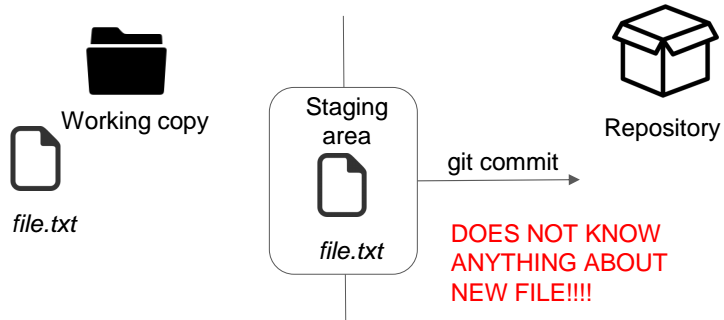 Working copy
file.txt
Staging
area
file.txt
git commit
Repository
DOES NOT KNOW
ANYTHING ABOUT
NEW FILE!!!!